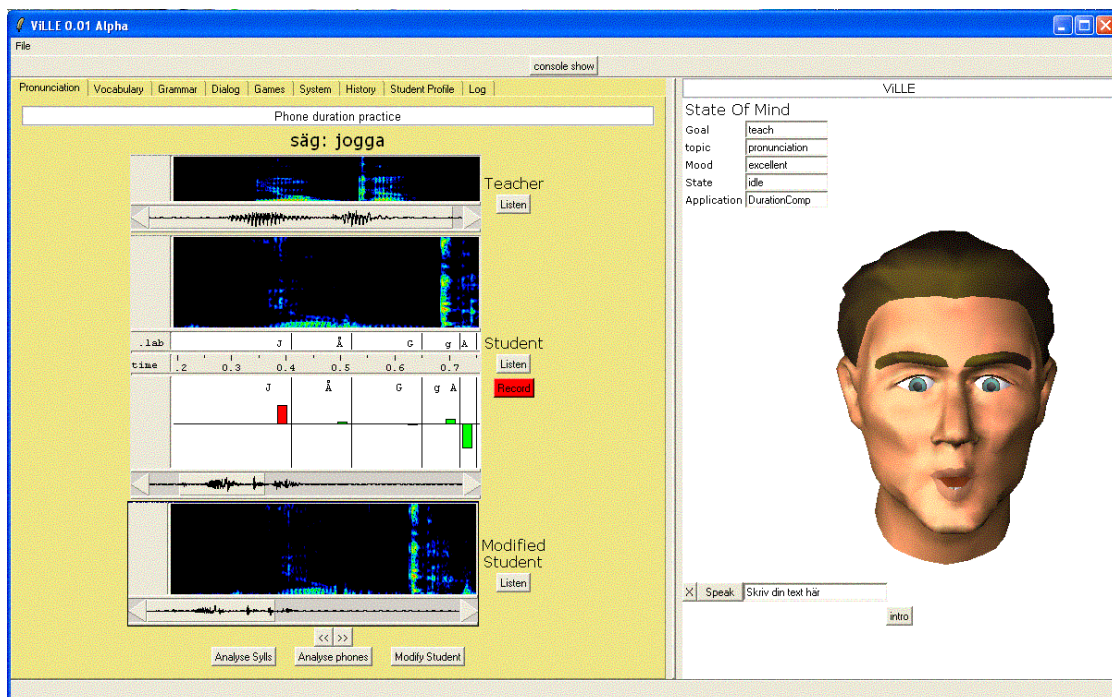 ViLLE 0.01 Alpha
File
console show
Pronunciation Vocabulary Grammar Dialog Games System History Student Profile Log
Phone duration practice
säg: jogga
Teacher
Listen
.lab J Å G g A
Student
time .2 0.3 0.4 0.5 0.6 0.7
Listen
Record
J Å G g A
Modified
Student
Listen
<< >>
Analyse Sylls Analyse phones Modify Student
ViLLE
State Of Mind
Goal teach
topic pronunciation
Mood excellent
State idle
Application DurationComp
X Speak Skriv din text här
intro